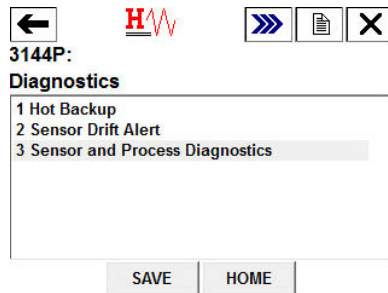 H
3144P:
Diagnostics
1 Hot Backup
2 Sensor Drift Alert
3 Sensor and Process Diagnostics
SAVE HOME